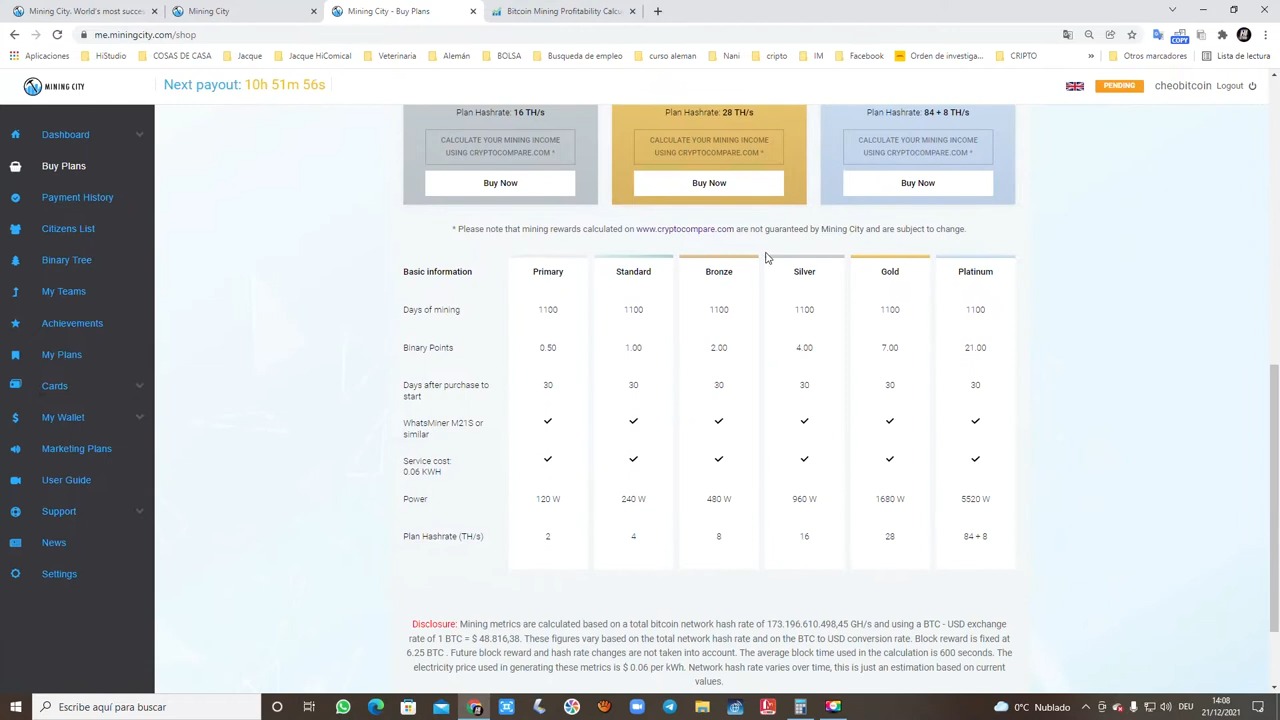 Mining City, World's most succes
Mining City
Mining City - Buy Plans
Bitcoin Mining Profitability Calcu
me.miningcity.com/shop
Aplicaciones
HiStudio
COSAS DE CASA
Jacque
Jacque HiComical
Veterinaria
Alemán
BOLSA
Busqueda de empleo
curso aleman
Nani
cripto
IM
Facebook
Orden de investiga...
CRIPTO
Otros marcadores
Lista de lectura
MINING CITY
Next payout: 10h 51m 56s
PENDING
cheobitcoin
Logout
Dashboard
Buy Plans
Payment History
Citizens List
Binary Tree
My Teams
Achievements
My Plans
Cards
My Wallet
Marketing Plans
User Guide
Support
News
Settings
Plan Hashrate: 16 TH/s
Plan Hashrate: 28 TH/s
Plan Hashrate: 84 + 8 TH/s
CALCULATE YOUR MINING INCOME
USING CRYPTOCOMPARE.COM *
CALCULATE YOUR MINING INCOME
USING CRYPTOCOMPARE.COM *
CALCULATE YOUR MINING INCOME
USING CRYPTOCOMPARE.COM *
Buy Now
Buy Now
Buy Now
* Please note that mining rewards calculated on www.cryptocompare.com are not guaranteed by Mining City and are subject to change.
Basic information Primary Standard Bronze Silver Gold Platinum
Days of mining 1100 1100 1100 1100 1100 1100
Binary Points 0.50 1.00 2.00 4.00 7.00 21.00
Days after purchase to
start
30 30 30 30 30 30
WhatsMiner M21S or
similar
Service cost:
0.06 KWH
Power 120 W 240 W 480 W 960 W 1680 W 5520 W
Plan Hashrate (TH/s) 2 4 8 16 28 84 + 8
Disclosure: Mining metrics are calculated based on a total bitcoin network hash rate of 173.196.610.498,45 GH/s and using a BTC - USD exchange
rate of 1 BTC = $ 48.816,38. These figures vary based on the total network hash rate and on the BTC to USD conversion rate. Block reward is fixed at
6.25 BTC . Future block reward and hash rate changes are not taken into account. The average block time used in the calculation is 600 seconds. The
electricity price used in generating these metrics is $ 0.06 per kWh. Network hash rate varies over time, this is just an estimation based on current
values.
Escribe aquí para buscar
0°C Nublado
DEU
14:08
21/12/2021
COPY